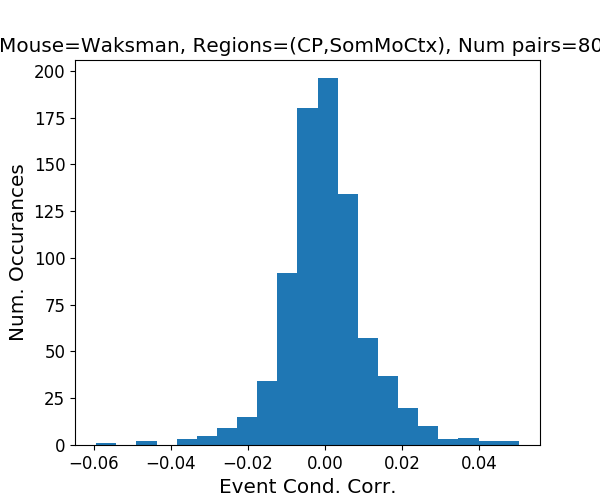 Mouse=Waksman, Regions=(CP,SomMoCtx), Num pairs=80
200
175
150
125
100
75
50
25
0
Num. Occurances
−0.06 −0.04 −0.02 0.00 0.02 0.04
Event Cond. Corr.